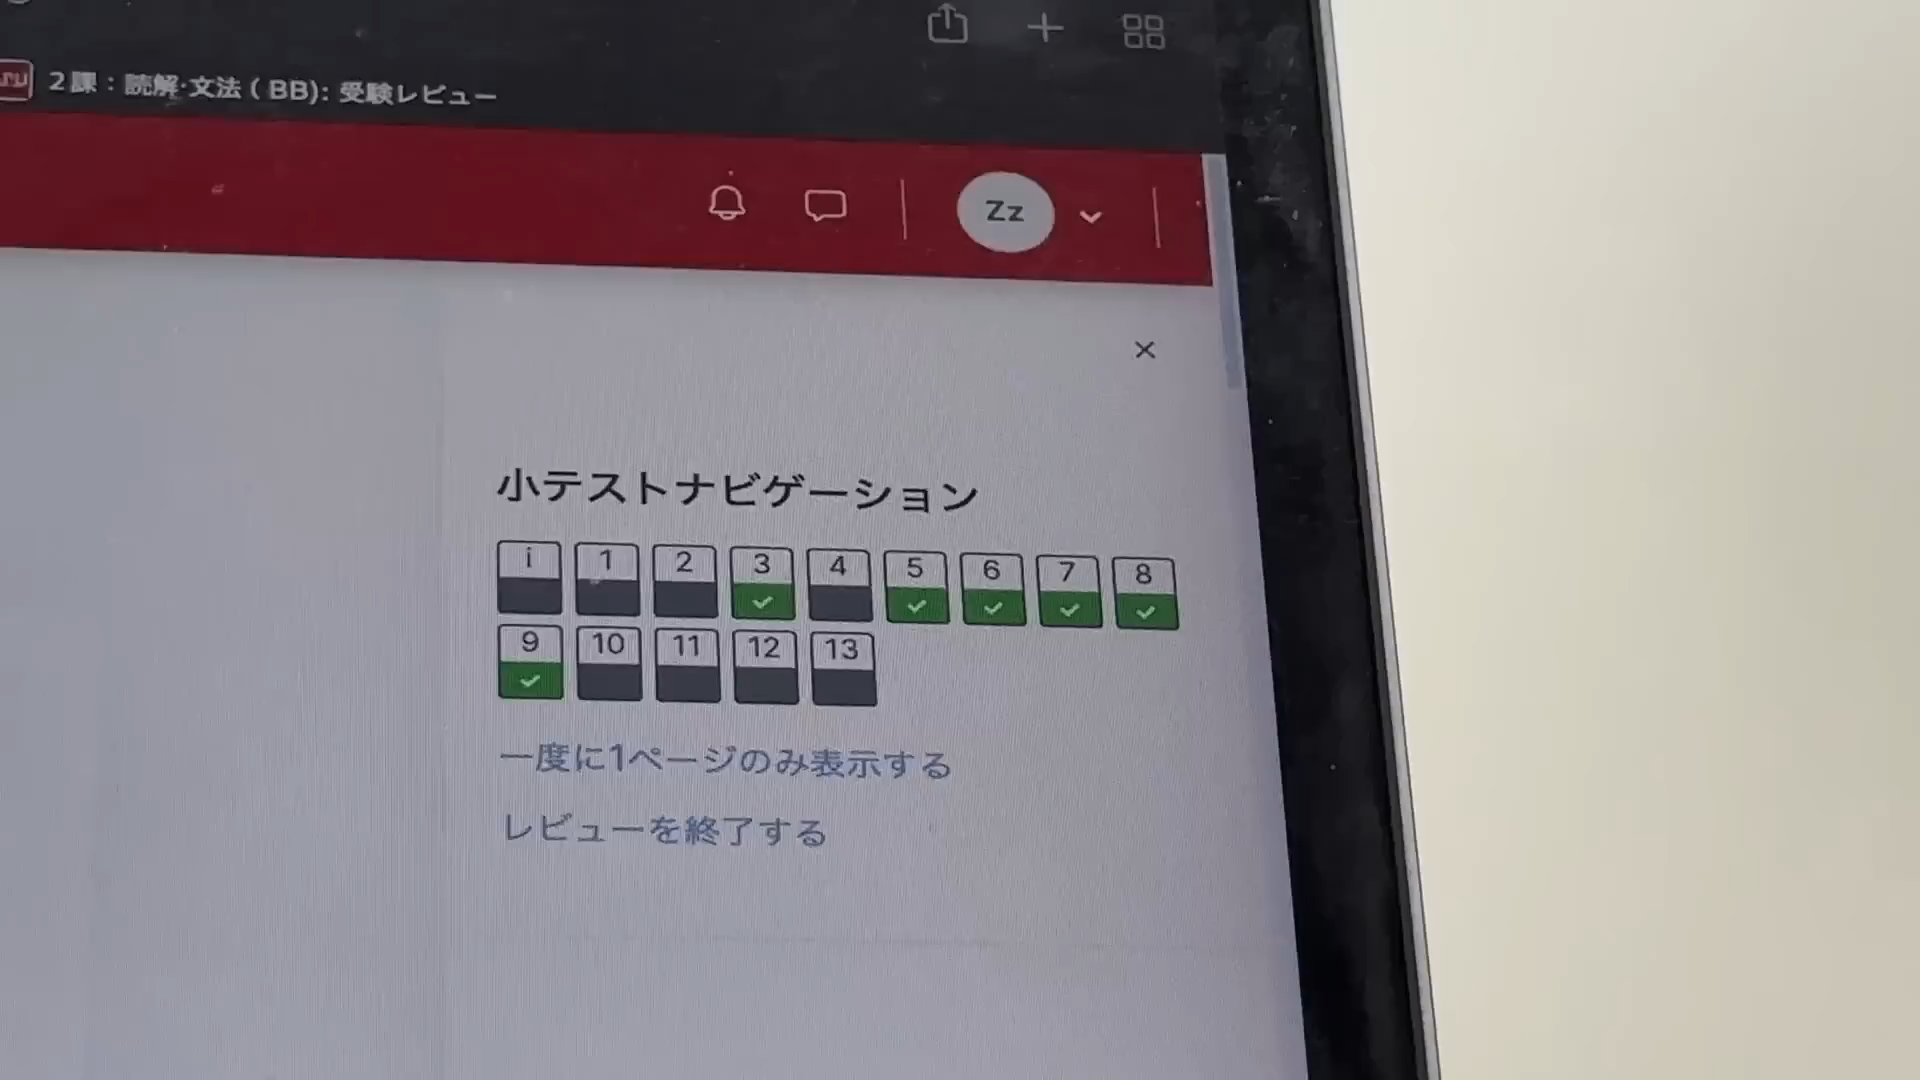 2課：読解·文法 ( BB): 受験レビュー
Zz
小テストナビゲーション
i 1 2 3 4 5 6 7 8
9 10 11 12 13
一度に1ページのみ表示する
レビューを終了する